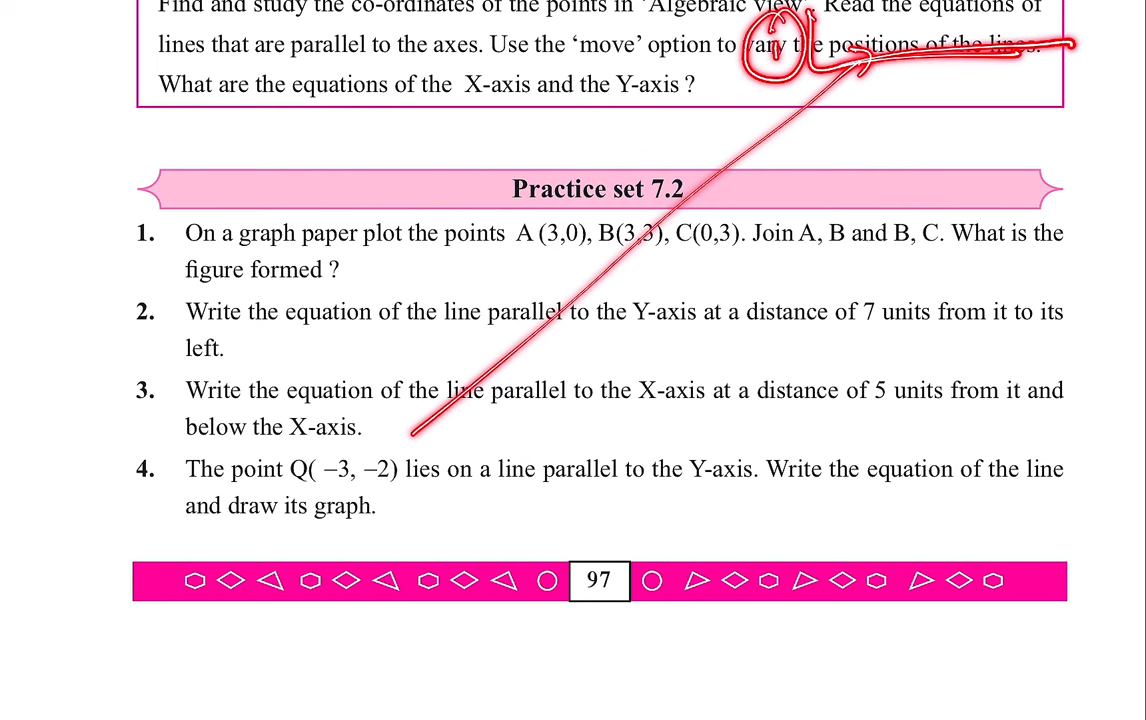 Find and study the co-ordinates of the points in ‘Algebraic view’. Read the equations of
lines that are parallel to the axes. Use the ‘move’ option to vary the positions of the lines.
What are the equations of the X-axis and the Y-axis ?
Practice set 7.2
1. On a graph paper plot the points A (3,0), B(3,3), C(0,3). Join A, B and B, C. What is the
figure formed ?
2. Write the equation of the line parallel to the Y-axis at a distance of 7 units from it to its
left.
3. Write the equation of the line parallel to the X-axis at a distance of 5 units from it and
below the X-axis.
4. The point Q( –3, –2) lies on a line parallel to the Y-axis. Write the equation of the line
and draw its graph.
97